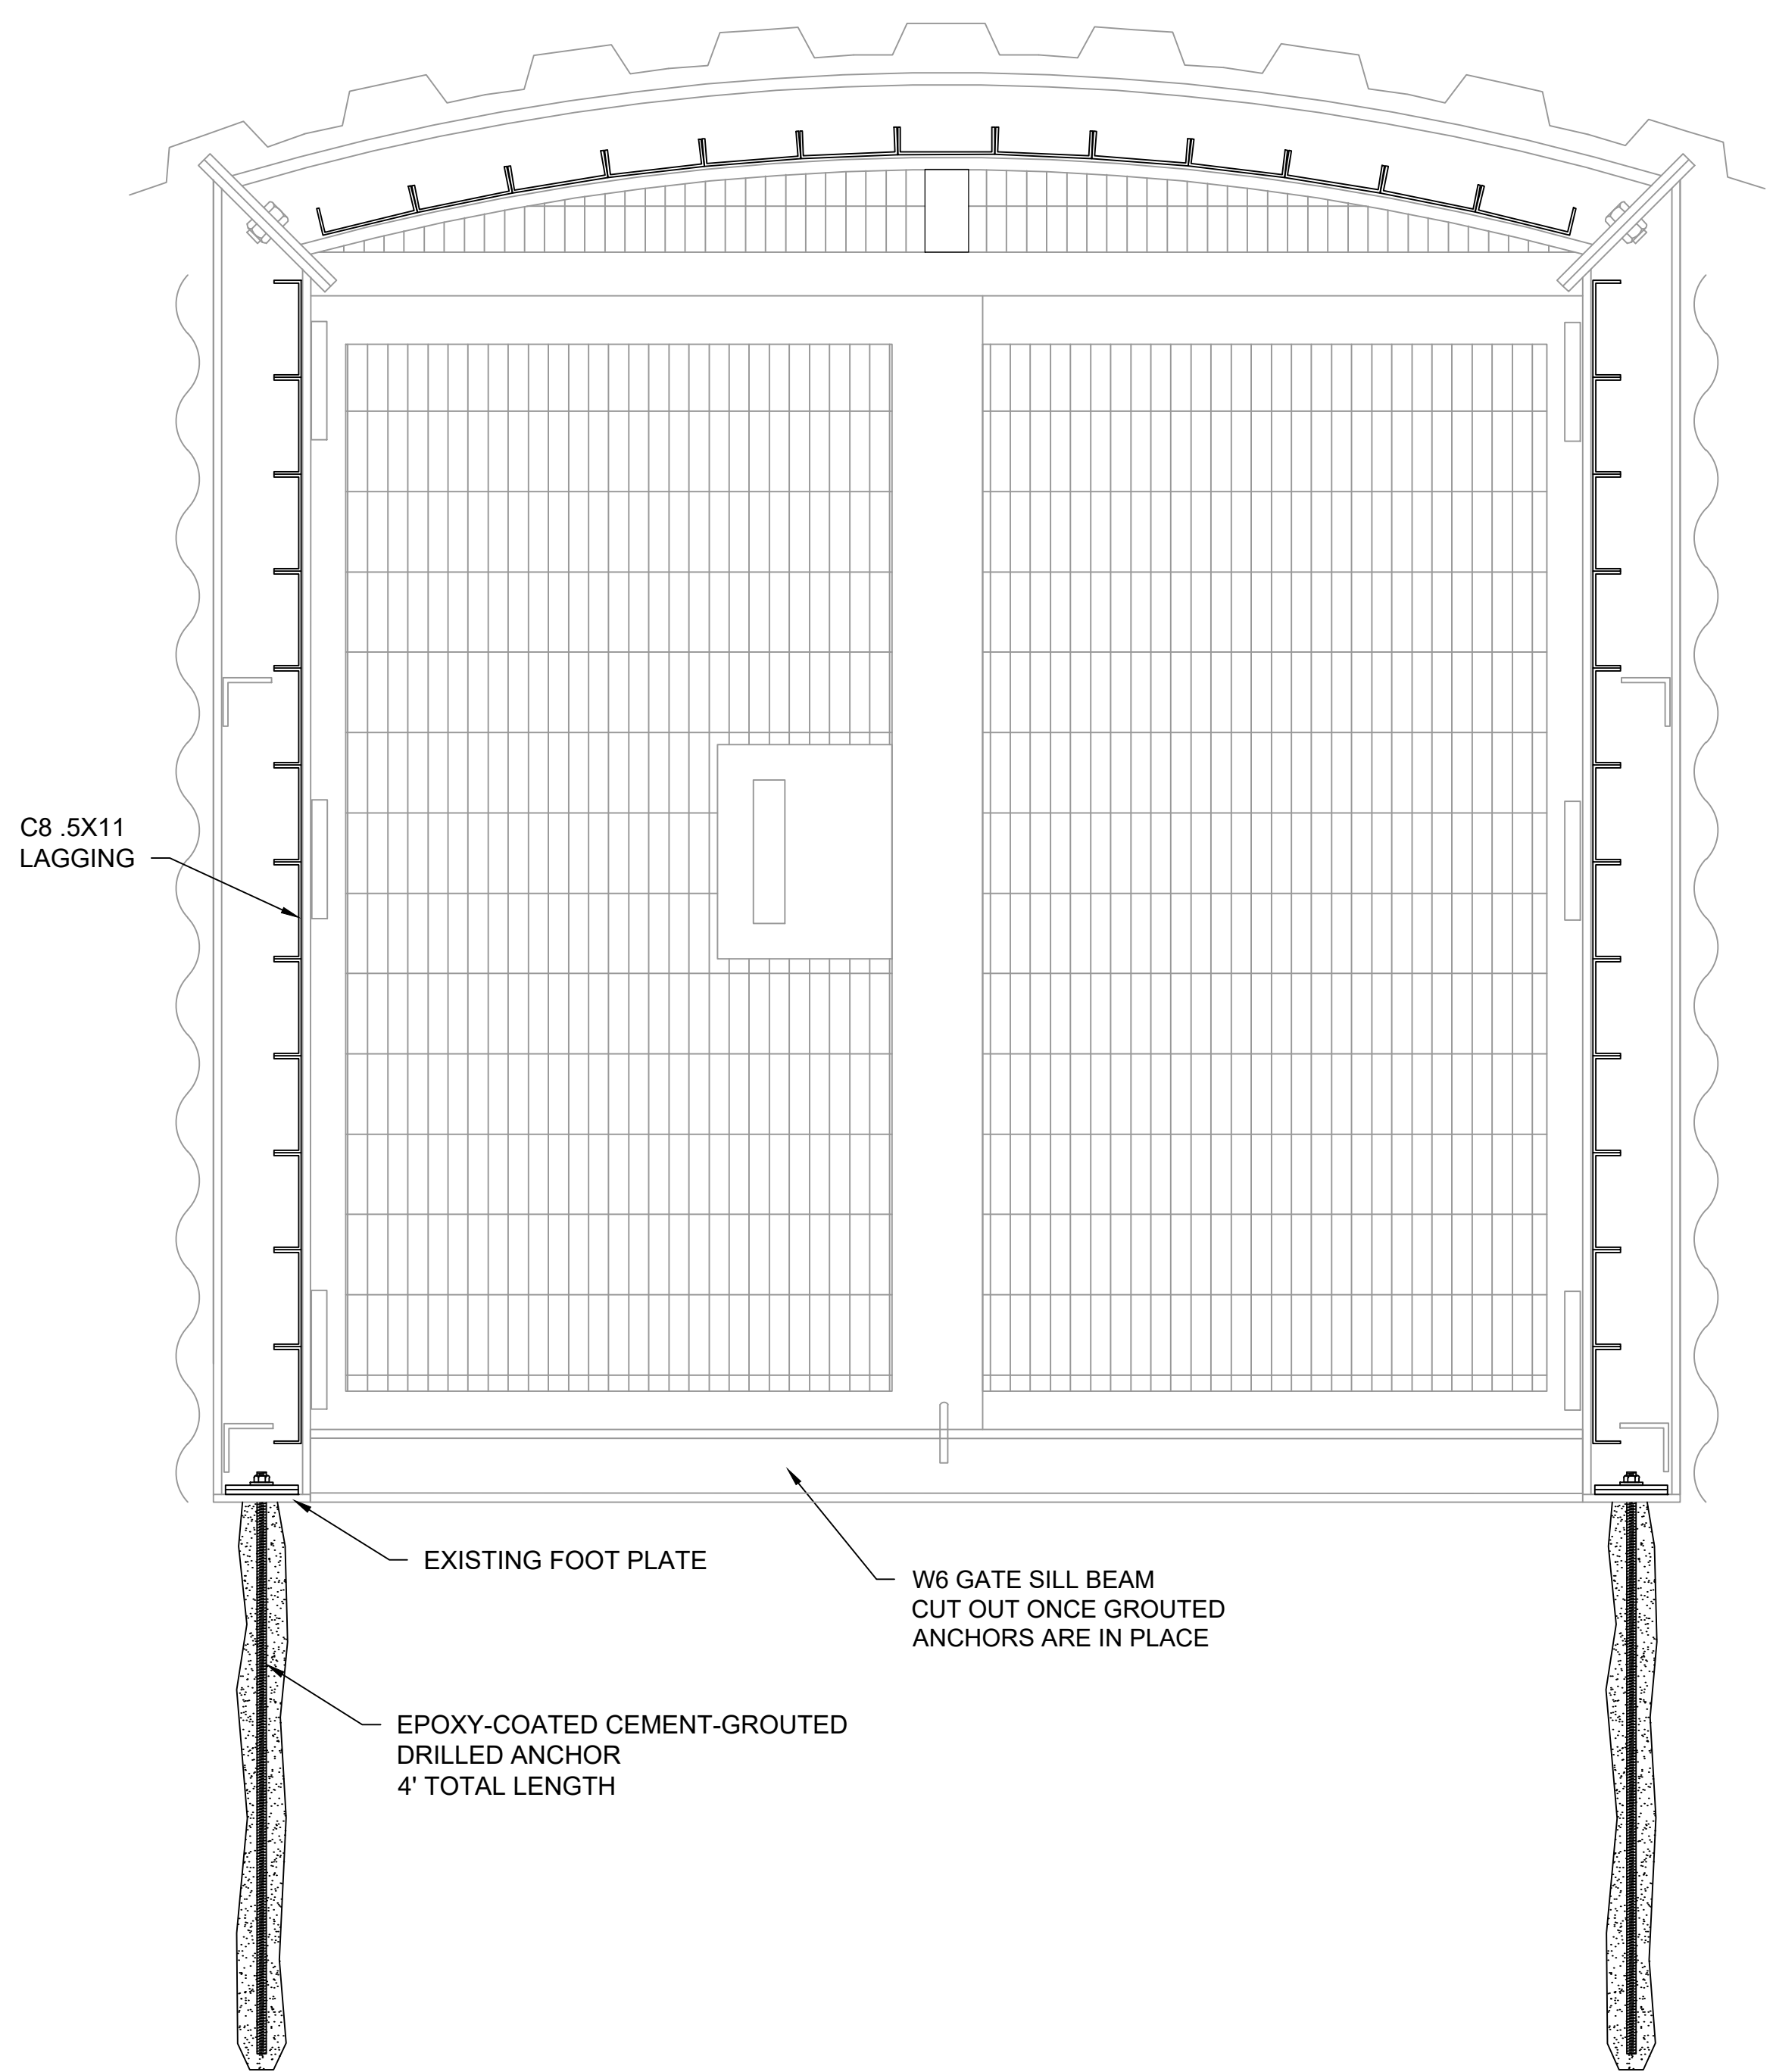 C8 .5X11
LAGGING
EXISTING FOOT PLATE
W6 GATE SILL BEAM
CUT OUT ONCE GROUTED
ANCHORS ARE IN PLACE
EPOXY-COATED CEMENT-GROUTED
DRILLED ANCHOR
4' TOTAL LENGTH